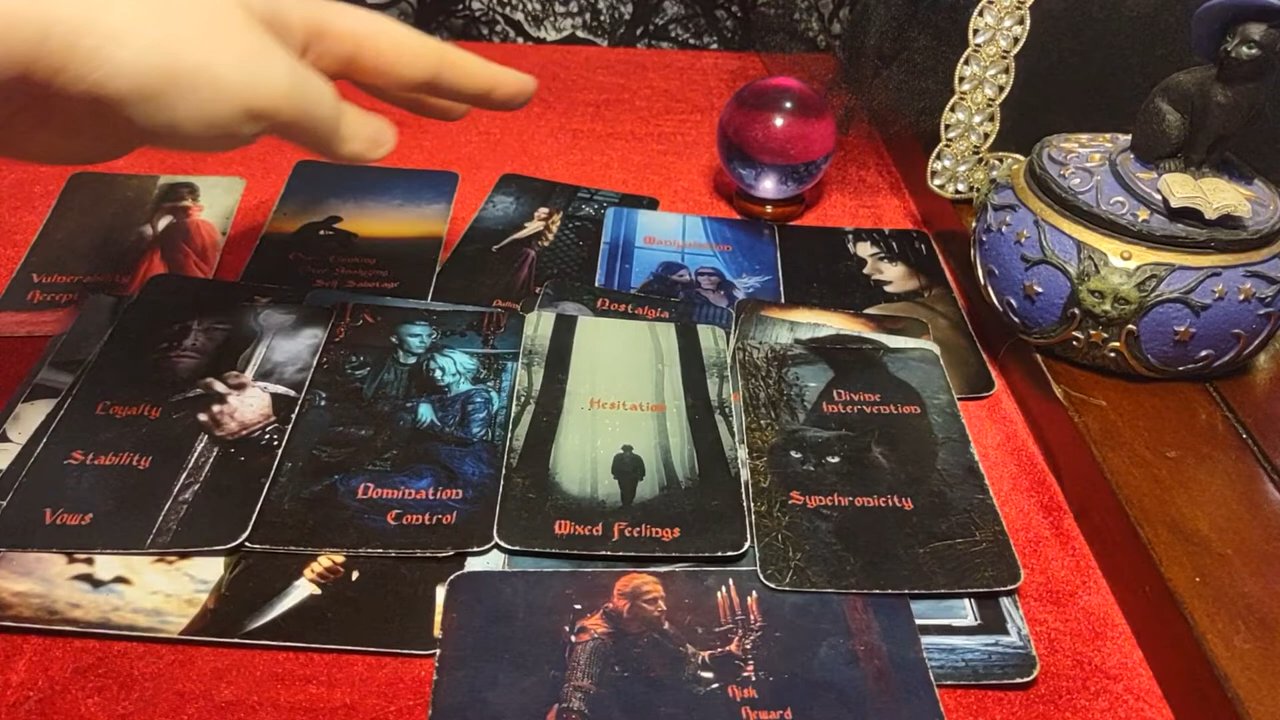 Vulnerability
Over Thinking
Over Analyzing
Self Sabotage
Manipulation
Nostalgia
Loyalty
Stability
Vows
Domination
Control
Hesitation
Mixed Feelings
Divine
Intervention
Synchronicity
Risk
Reward